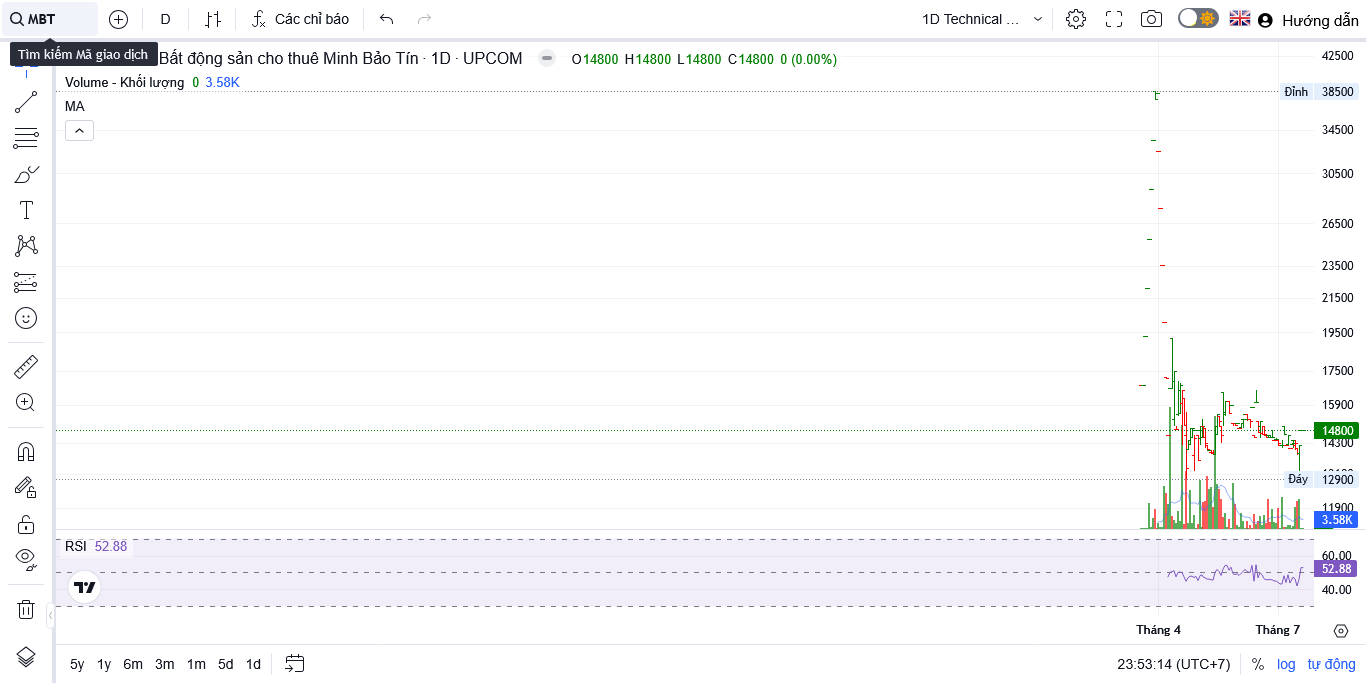 MBT
D
Các chỉ báo
1D Technical ...
Hướng dẫn
Tìm kiếm Mã giao dịch
Bất động sản cho thuê Minh Bảo Tín · 1D · UPCOM
O14800 H14800 L14800 C14800 0 (0.00%)
Volume - Khối lượng 0 3.58K
MA
42500
Đỉnh 38500
34500
30500
26500
23500
21500
19500
17500
15900
14800
14300
Đáy 12900
11900
3.58K
RSI 52.88
60.00
52.88
40.00
Tháng 4
Tháng 7
5y 1y 6m 3m 1m 5d 1d
23:53:14 (UTC+7)
% log tự động